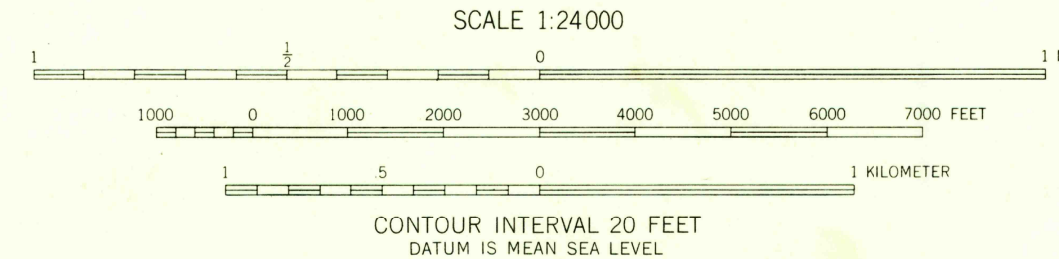 SCALE 1:24000
1 ½ 0 1
1000 0 1000 2000 3000 4000 5000 6000 7000 FEET
1 .5 0 1 KILOMETER
CONTOUR INTERVAL 20 FEET
DATUM IS MEAN SEA LEVEL